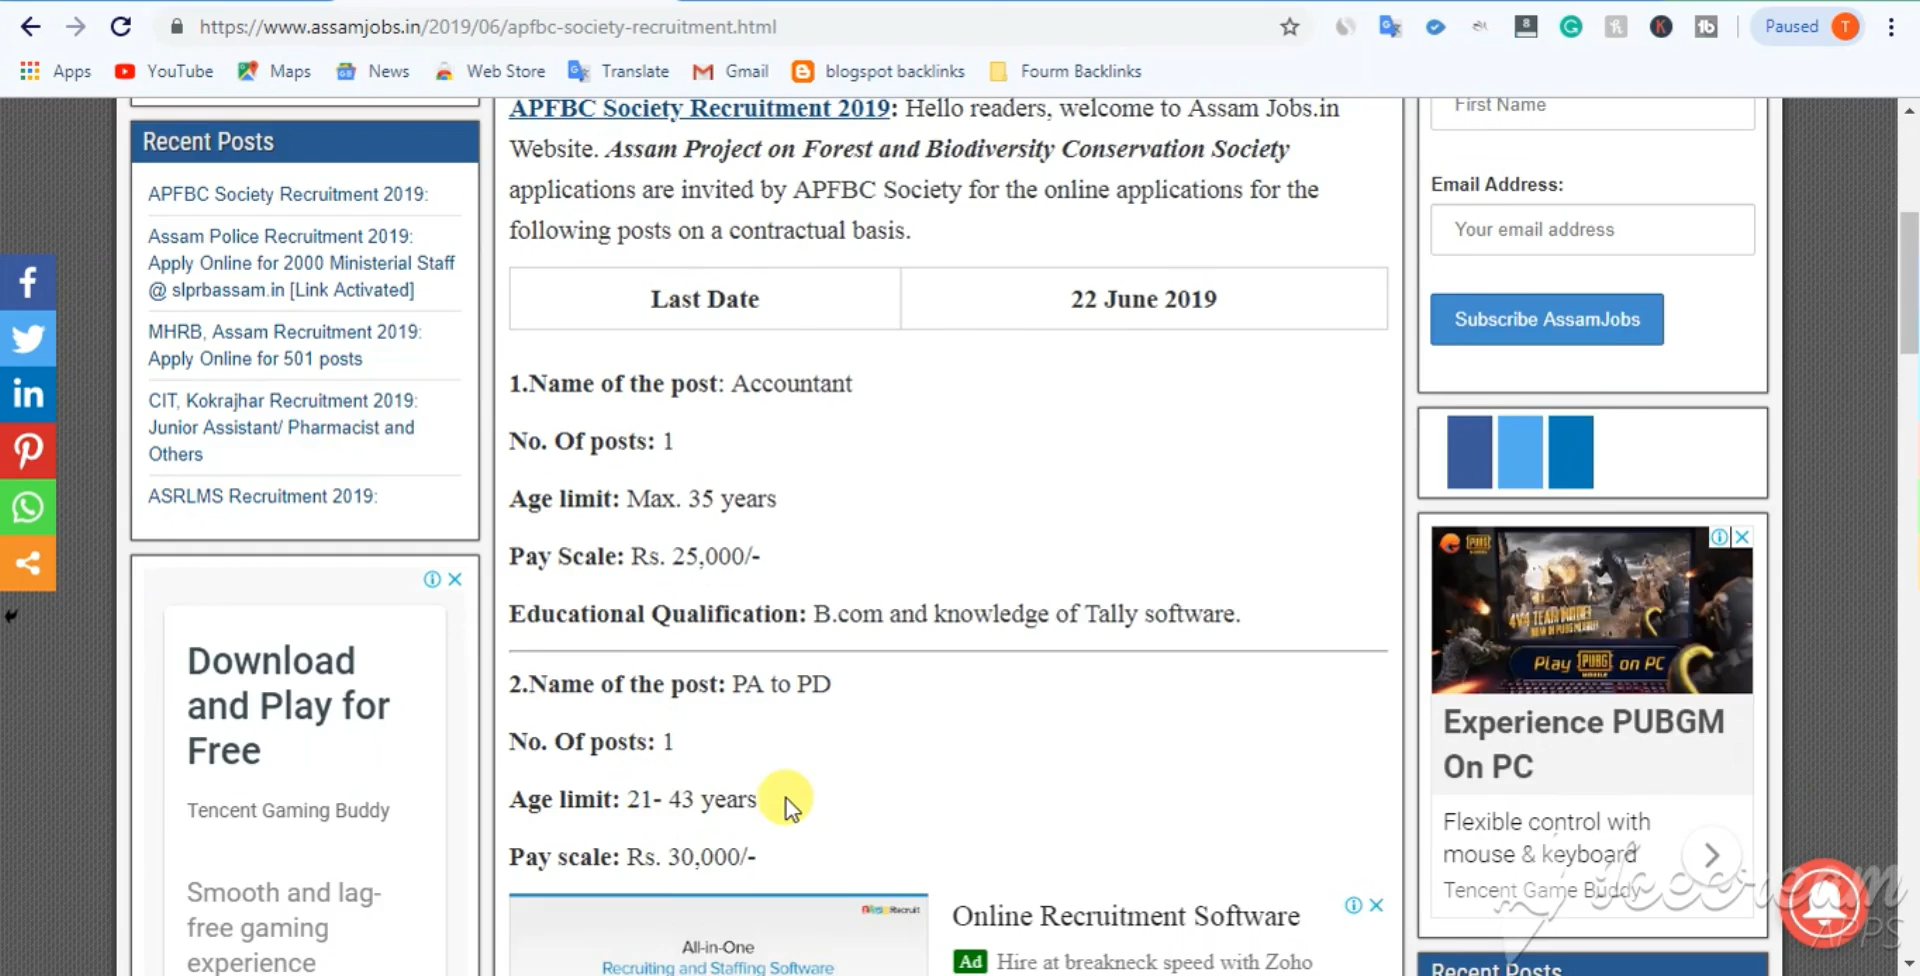 https://www.assamjobs.in/2019/06/apfbc-society-recruitment.html
Paused T
Apps YouTube Maps News Web Store Translate Gmail blogspot backlinks Fourm Backlinks
Recent Posts
APFBC Society Recruitment 2019:
Assam Police Recruitment 2019:
Apply Online for 2000 Ministerial Staff
@ slprbassam.in [Link Activated]
MHRB, Assam Recruitment 2019:
Apply Online for 501 posts
CIT, Kokrajhar Recruitment 2019:
Junior Assistant/ Pharmacist and
Others
ASRLMS Recruitment 2019:
Download
and Play for
Free
Tencent Gaming Buddy
Smooth and lag-
free gaming
experience
APFBC Society Recruitment 2019: Hello readers, welcome to Assam Jobs.in
Website. Assam Project on Forest and Biodiversity Conservation Society
applications are invited by APFBC Society for the online applications for the
following posts on a contractual basis.
Last Date 22 June 2019
1.Name of the post: Accountant
No. Of posts: 1
Age limit: Max. 35 years
Pay Scale: Rs. 25,000/-
Educational Qualification: B.com and knowledge of Tally software.
2.Name of the post: PA to PD
No. Of posts: 1
Age limit: 21- 43 years
Pay scale: Rs. 30,000/-
All-in-One
Recruiting and Staffing Software
Online Recruitment Software
Ad Hire at breakneck speed with Zoho
First Name
Email Address:
Your email address
Subscribe AssamJobs
Play PUBG MOBILE on PC
Experience PUBGM
On PC
Flexible control with
mouse & keyboard
Tencent Game Buddy
Icecream
APPS
Recent Posts